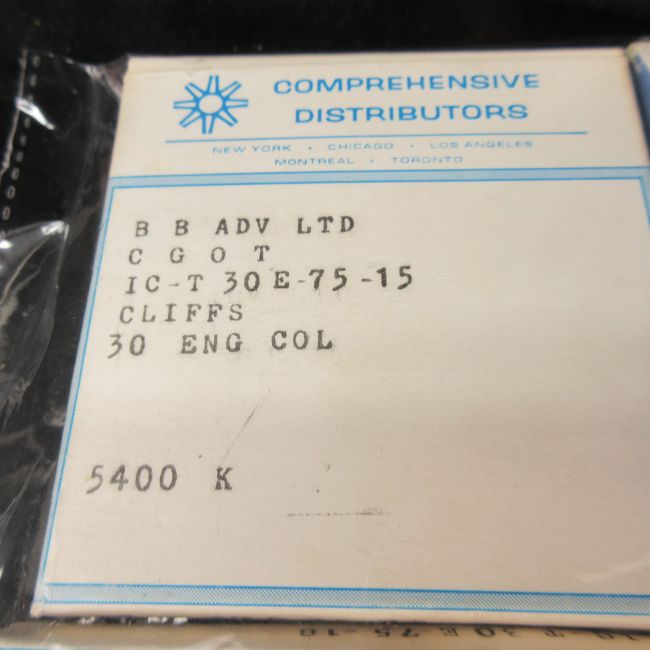 COMPREHENSIVE
DISTRIBUTORS
NEW YORK • CHICAGO • LOS ANGELES
MONTREAL • TORONTO
B B ADV LTD
C G O T
IC-T 30E-75-15
CLIFFS
30 ENG COL
5400 K